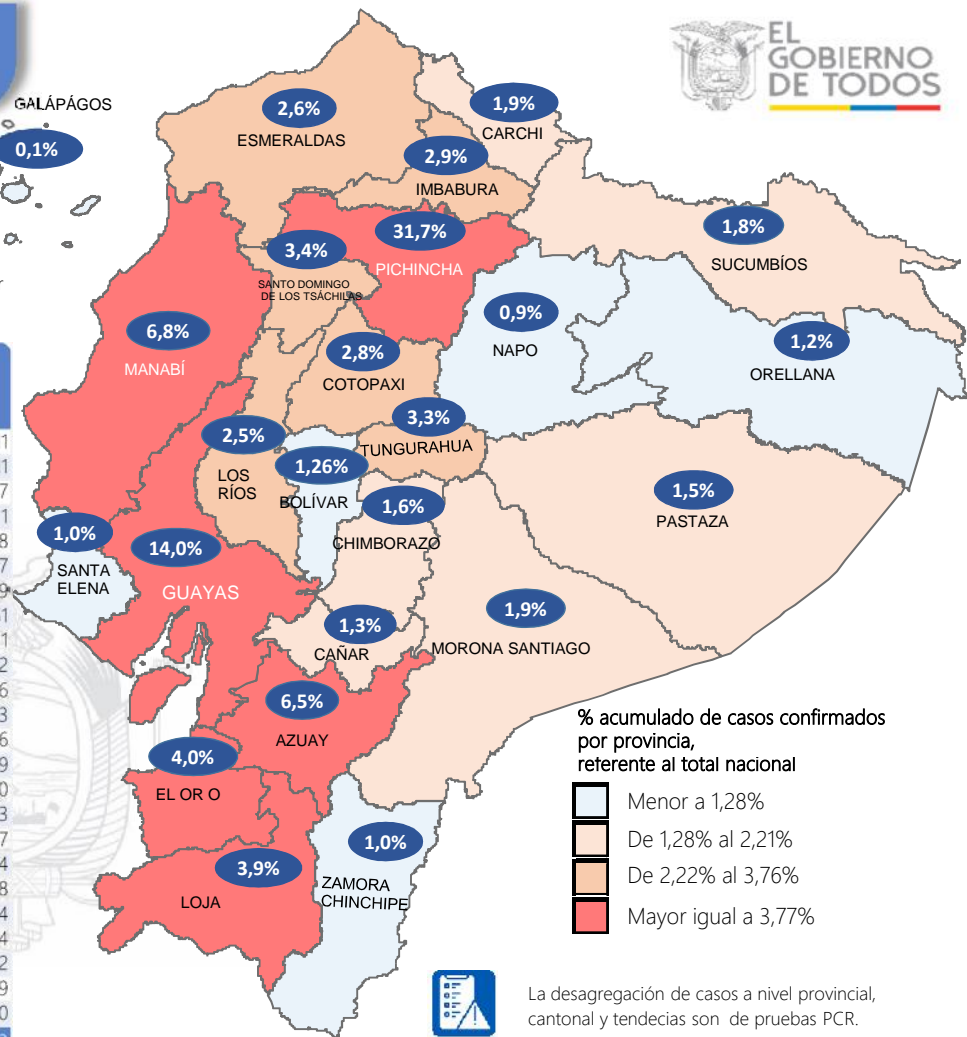 EL
GOBIERNO
DE TODOS
GALÁPÁGOS
0,1%
2,6%
ESMERALDAS
1,9%
CARCHI
2,9%
IMBABURA
1,8%
SUCUMBÍOS
31,7%
PICHINCHA
3,4%
SANTO DOMINGO
DE LOS TSÁCHILAS
0,9%
NAPO
1,2%
ORELLANA
6,8%
MANABÍ
2,8%
COTOPAXI
3,3%
TUNGURAHUA
2,5%
LOS
RÍOS
1,26%
BOLÍVAR
1,5%
PASTAZA
1,6%
CHIMBORAZO
1,0%
SANTA
ELENA
14,0%
GUAYAS
1,9%
MORONA SANTIAGO
1,3%
CAÑAR
6,5%
AZUAY
4,0%
EL OR O
3,9%
LOJA
1,0%
ZAMORA
CHINCHIPE
% acumulado de casos confirmados
por provincia,
referente al total nacional
Menor a 1,28%
De 1,28% al 2,21%
De 2,22% al 3,76%
Mayor igual a 3,77%
La desagregación de casos a nivel provincial,
cantonal y tendecias son de pruebas PCR.